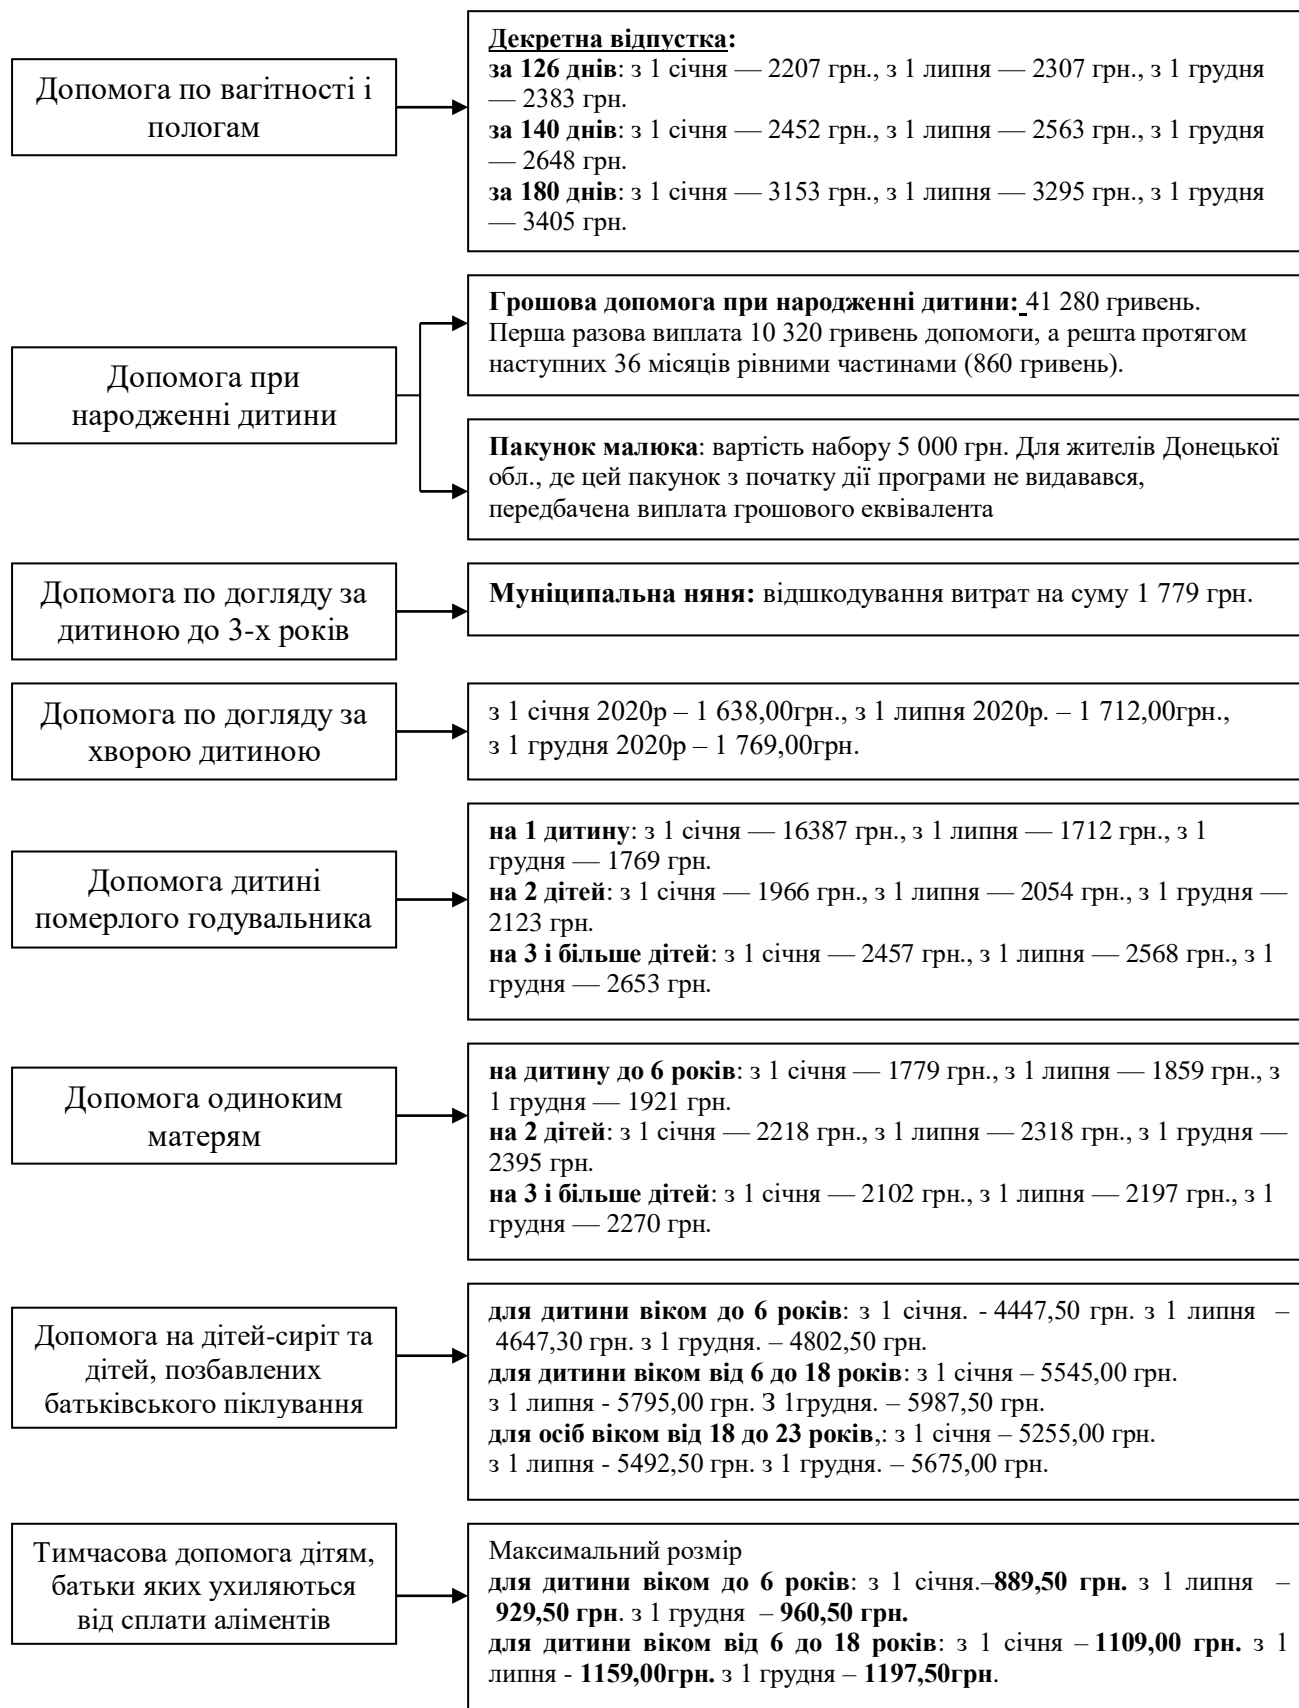 Допомога по вагітності і
пологам
Декретна відпустка:
за 126 днів: з 1 січня — 2207 грн., з 1 липня — 2307 грн., з 1 грудня
— 2383 грн.
за 140 днів: з 1 січня — 2452 грн., з 1 липня — 2563 грн., з 1 грудня
— 2648 грн.
за 180 днів: з 1 січня — 3153 грн., з 1 липня — 3295 грн., з 1 грудня
— 3405 грн.
Допомога при
народженні дитини
Грошова допомога при народженні дитини: 41 280 гривень.
Перша разова виплата 10 320 гривень допомоги, а решта протягом
наступних 36 місяців рівними частинами (860 гривень).
Пакунок малюка: вартість набору 5 000 грн. Для жителів Донецької
обл., де цей пакунок з початку дії програми не видавався,
передбачена виплата грошового еквівалента
Допомога по догляду за
дитиною до 3-х років
Муніципальна няня: відшкодування витрат на суму 1 779 грн.
Допомога по догляду за
хворою дитиною
з 1 січня 2020р – 1 638,00грн., з 1 липня 2020р. – 1 712,00грн.,
з 1 грудня 2020р – 1 769,00грн.
Допомога дитині
померлого годувальника
на 1 дитину: з 1 січня — 16387 грн., з 1 липня — 1712 грн., з 1
грудня — 1769 грн.
на 2 дітей: з 1 січня — 1966 грн., з 1 липня — 2054 грн., з 1 грудня —
2123 грн.
на 3 і більше дітей: з 1 січня — 2457 грн., з 1 липня — 2568 грн., з 1
грудня — 2653 грн.
Допомога одиноким
матерям
на дитину до 6 років: з 1 січня — 1779 грн., з 1 липня — 1859 грн., з
1 грудня — 1921 грн.
на 2 дітей: з 1 січня — 2218 грн., з 1 липня — 2318 грн., з 1 грудня —
2395 грн.
на 3 і більше дітей: з 1 січня — 2102 грн., з 1 липня — 2197 грн., з 1
грудня — 2270 грн.
Допомога на дітей-сиріт та
дітей, позбавлених
батьківського піклування
для дитини віком до 6 років: з 1 січня. - 4447,50 грн. з 1 липня –
4647,30 грн. з 1 грудня. – 4802,50 грн.
для дитини віком від 6 до 18 років: з 1 січня – 5545,00 грн.
з 1 липня - 5795,00 грн. З 1грудня. – 5987,50 грн.
для осіб віком від 18 до 23 років,: з 1 січня – 5255,00 грн.
з 1 липня - 5492,50 грн. з 1 грудня. – 5675,00 грн.
Тимчасова допомога дітям,
батьки яких ухиляються
від сплати аліментів
Максимальний розмір
для дитини віком до 6 років: з 1 січня.–889,50 грн. з 1 липня –
929,50 грн. з 1 грудня – 960,50 грн.
для дитини віком від 6 до 18 років: з 1 січня – 1109,00 грн. з 1
липня - 1159,00грн. з 1 грудня – 1197,50грн.